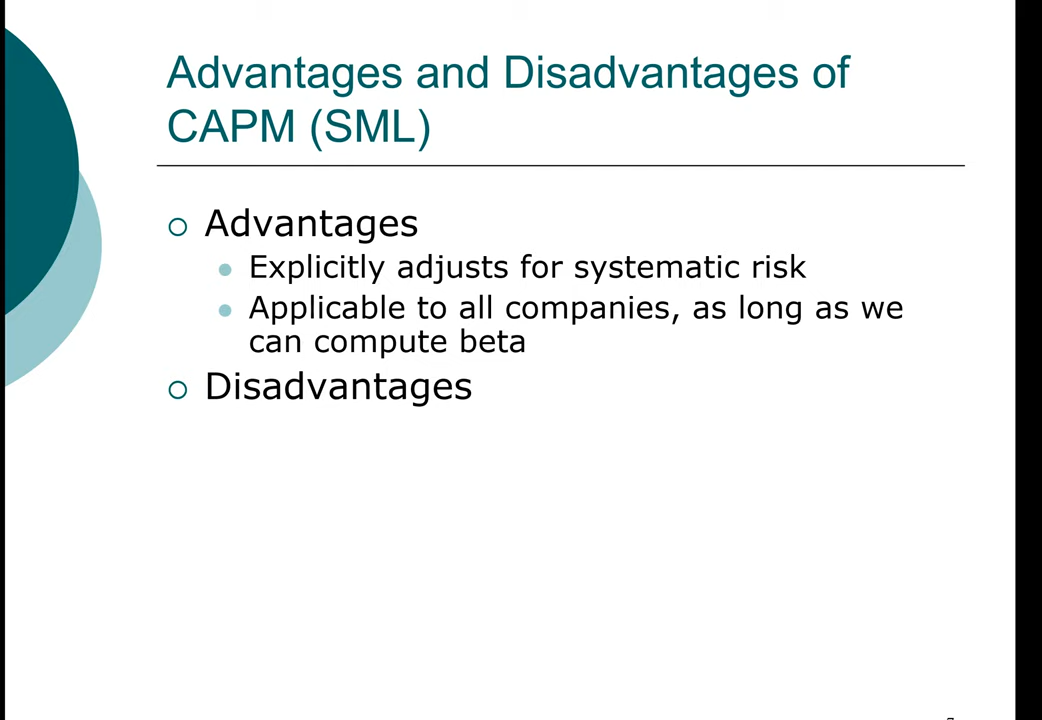 Advantages and Disadvantages of
CAPM (SML)
Advantages
Explicitly adjusts for systematic risk
Applicable to all companies, as long as we
can compute beta
Disadvantages